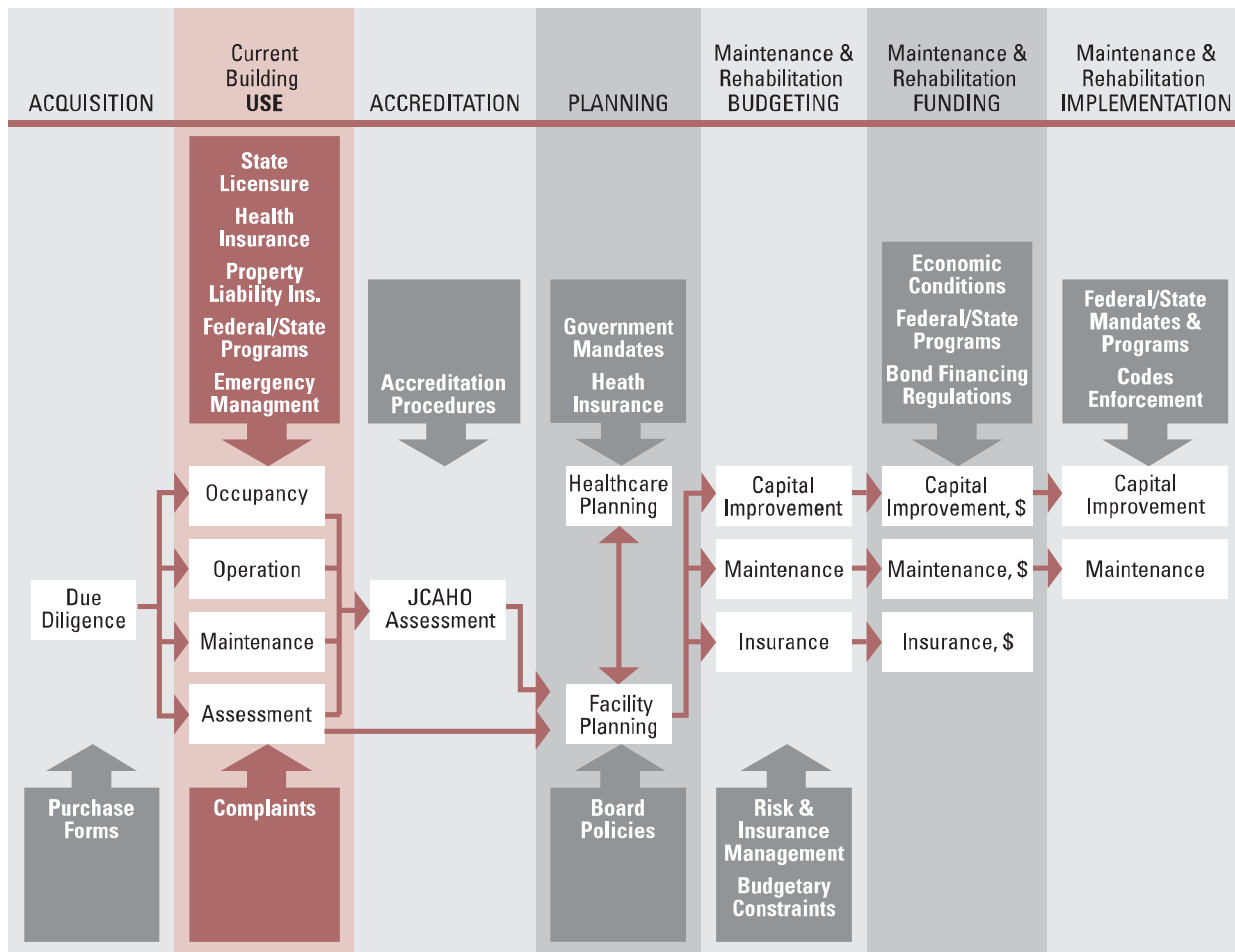 ACQUISITION
Current
Building
USE
ACCREDITATION
PLANNING
Maintenance &
Rehabilitation
BUDGETING
Maintenance &
Rehabilitation
FUNDING
Maintenance &
Rehabilitation
IMPLEMENTATION
State
Licensure
Health
Insurance
Property
Liability Ins.
Federal/State
Programs
Emergency
Managment
Accreditation
Procedures
Government
Mandates
Heath
Insurance
Economic
Conditions
Federal/State
Programs
Bond Financing
Regulations
Federal/State
Mandates &
Programs
Codes
Enforcement
Due
Diligence
Occupancy
Operation
Maintenance
Assessment
JCAHO
Assessment
Healthcare
Planning
Facility
Planning
Capital
Improvement
Maintenance
Insurance
Capital
Improvement, $
Maintenance, $
Insurance, $
Capital
Improvement
Maintenance
Purchase
Forms
Complaints
Board
Policies
Risk &
Insurance
Management
Budgetary
Constraints